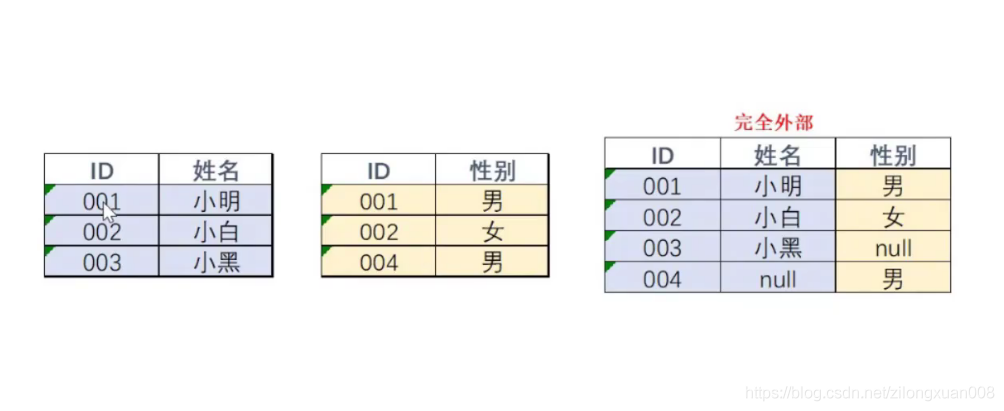 ID 姓名
001 小明
002 小白
003 小黑
ID 性别
001 男
002 女
004 男
完全外部
ID 姓名 性别
001 小明 男
002 小白 女
003 小黑 null
004 null 男
https://blog.csdn.net/zilongxuan008